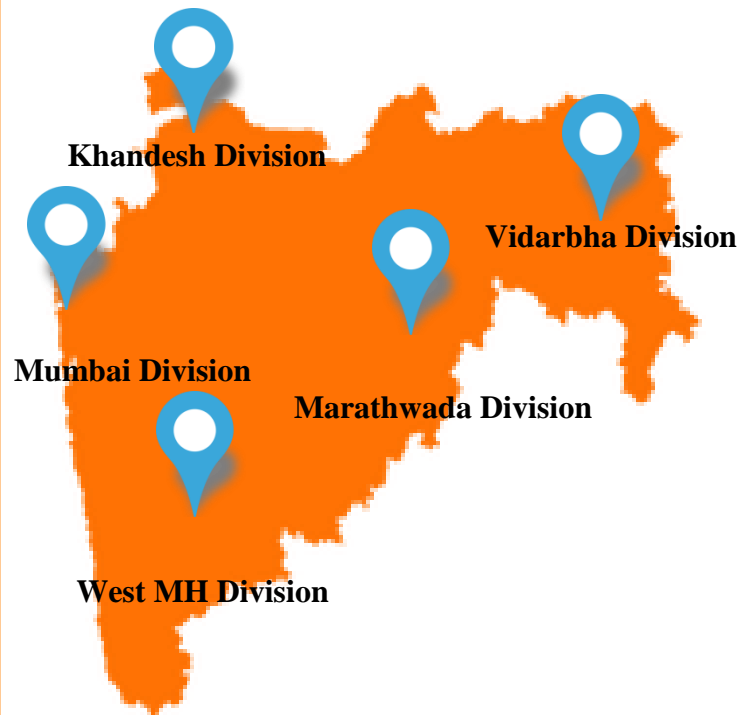 Khandesh Division
Vidarbha Division
Mumbai Division
Marathwada Division
West MH Division